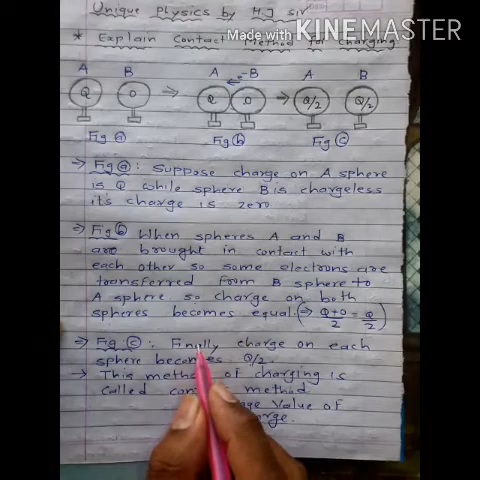 Unique Physics by H J Sir
Made with KINEMASTER
* Explain Contact Method for Charging
A B A -B A B
Q 0 ⇒ Q 0 → Q/2 Q/2
Fig ⓐ Fig ⓑ Fig ⓒ
⇒ Fig ⓐ : Suppose charge on A sphere
is Q while sphere B is chargeless
it's charge is zero
⇒ Fig ⓑ When spheres A and B
are brought in contact with
each other so some electrons are
transferred from B sphere to
A sphere so charge on both
spheres becomes equal. (⇒ Q+0/2 = Q/2)
⇒ Fig ⓒ : Finally charge on each
sphere becomes Q/2.
→ This method of charging is
called method
Value of